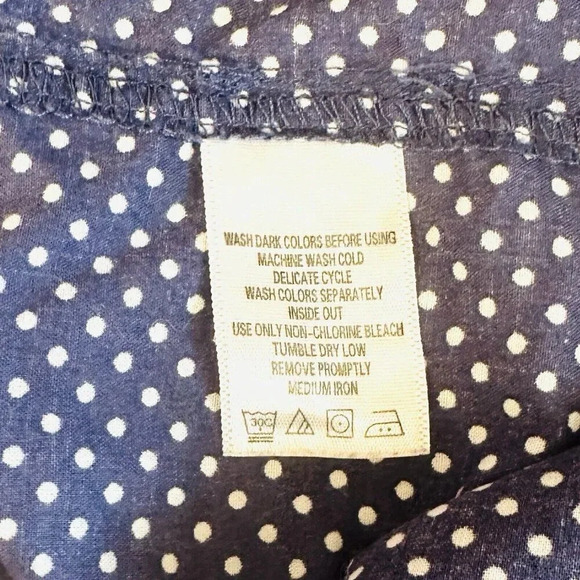 WASH DARK COLORS BEFORE USING
MACHINE WASH COLD
DELICATE CYCLE
WASH COLORS SEPARATELY
INSIDE OUT
USE ONLY NON-CHLORINE BLEACH
TUMBLE DRY LOW
REMOVE PROMPTLY
MEDIUM IRON
30C